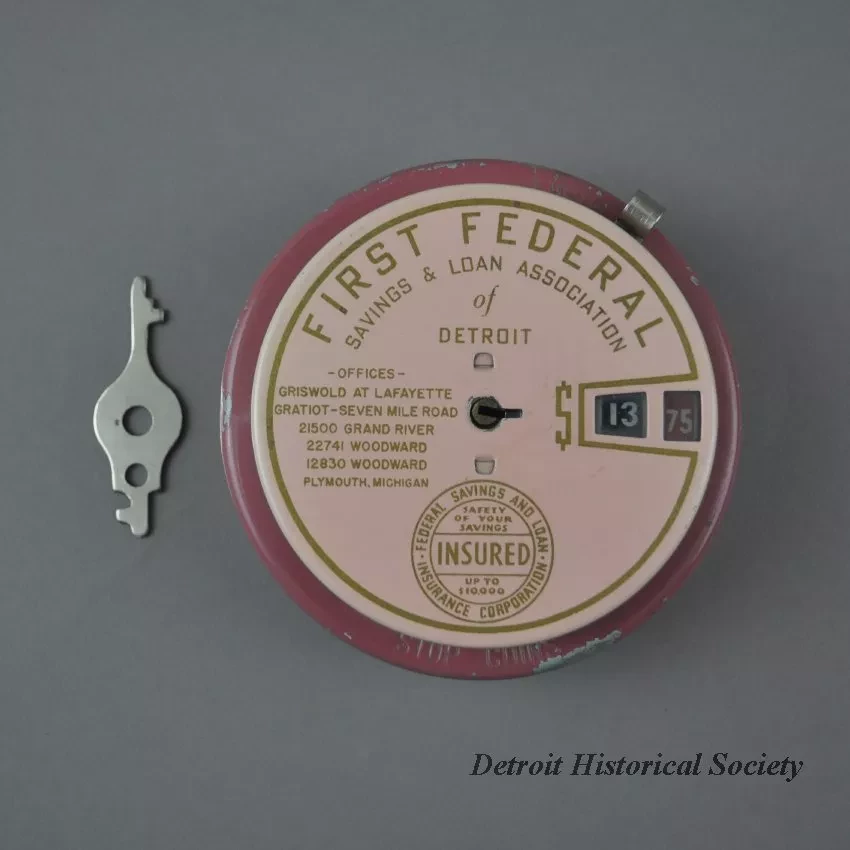 FIRST FEDERAL
SAVINGS & LOAN ASSOCIATION
of
DETROIT
-OFFICES-
GRISWOLD AT LAFAYETTE
GRATIOT-SEVEN MILE ROAD
21500 GRAND RIVER
22741 WOODWARD
12830 WOODWARD
PLYMOUTH, MICHIGAN
$ 13 75
FEDERAL SAVINGS AND LOAN
SAFETY
OF YOUR
SAVINGS
INSURED
UP TO
$10,000
INSURANCE CORPORATION
STOP
Detroit Historical Society